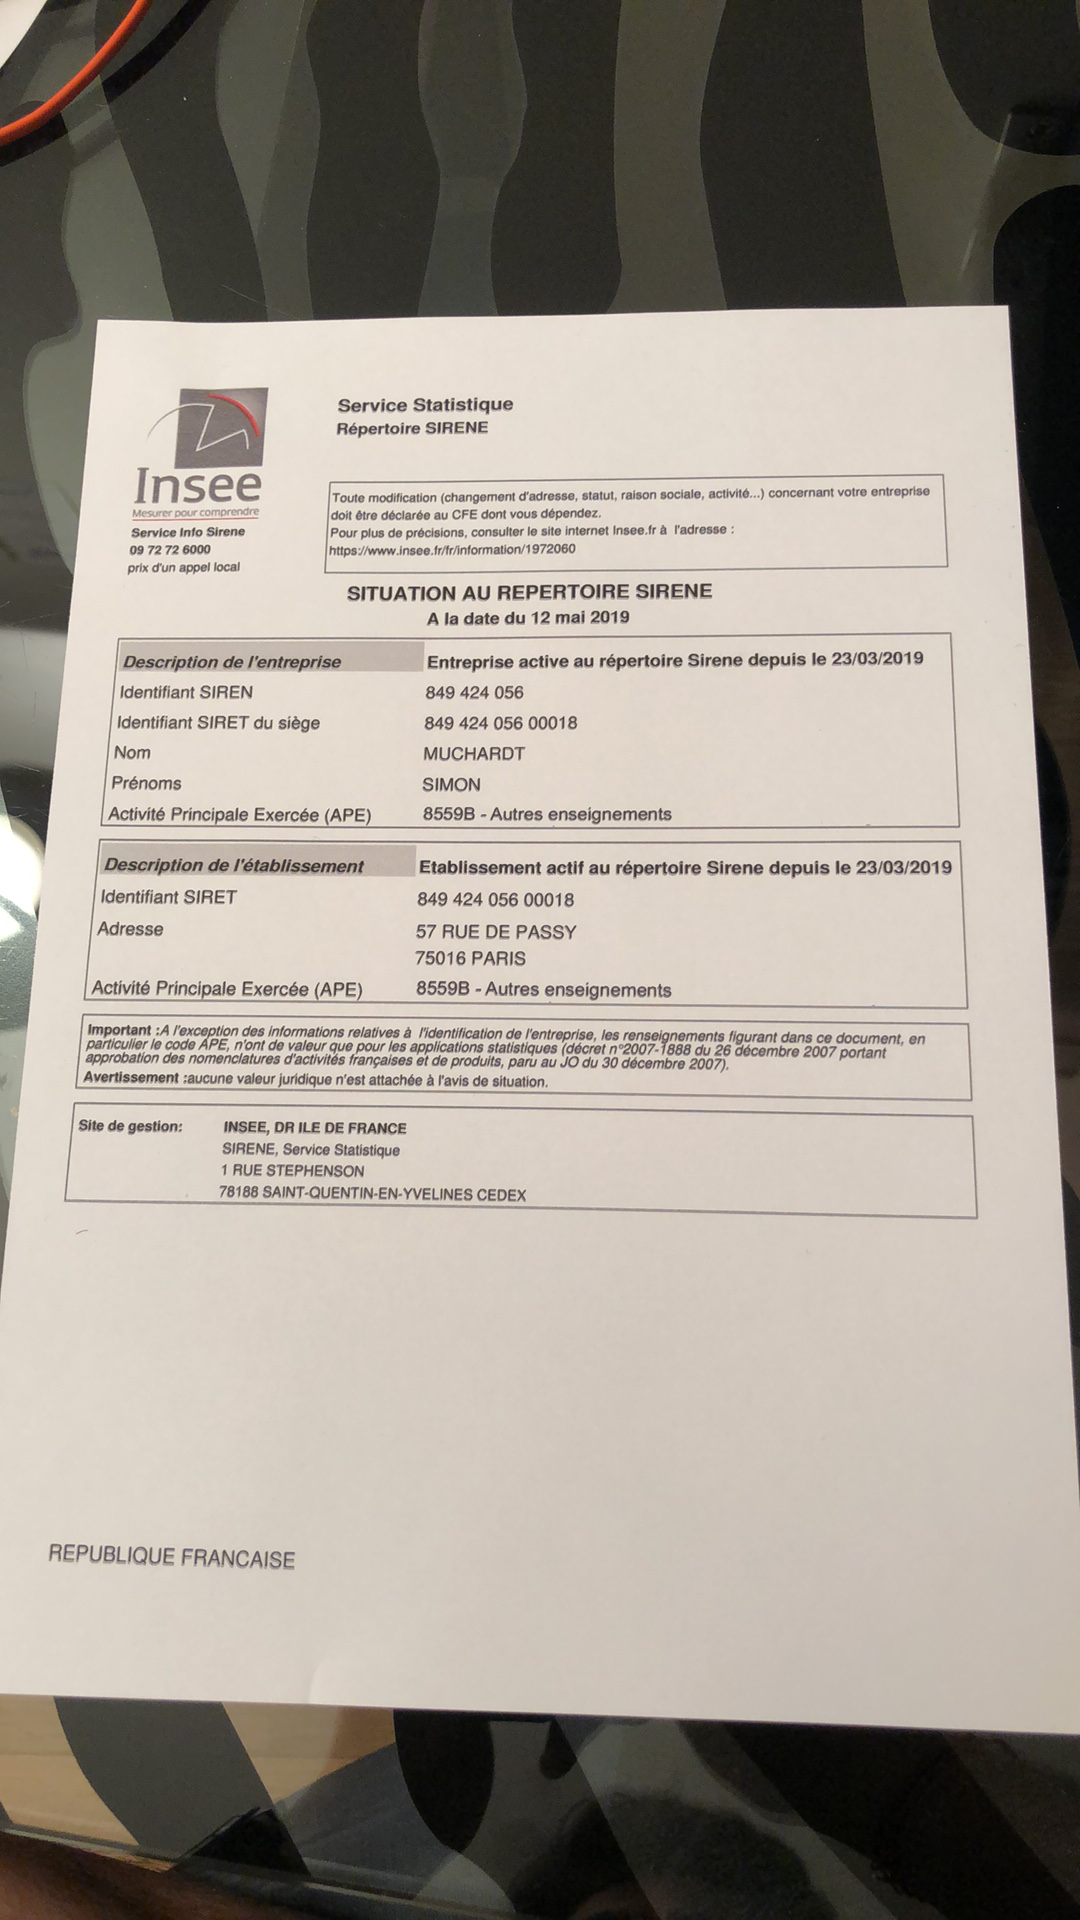 Insee
Mesurer pour comprendre
Service Info Sirene
09 72 72 6000
prix d'un appel local
Service Statistique
Répertoire SIRENE
Toute modification (changement d'adresse, statut, raison sociale, activité...) concernant votre entreprise
doit être déclarée au CFE dont vous dépendez.
Pour plus de précisions, consulter le site internet Insee.fr à l'adresse :
https://www.insee.fr/fr/information/1972060
SITUATION AU REPERTOIRE SIRENE
A la date du 12 mai 2019
Description de l'entreprise Entreprise active au répertoire Sirene depuis le 23/03/2019
Identifiant SIREN 849 424 056
Identifiant SIRET du siège 849 424 056 00018
Nom MUCHARDT
Prénoms SIMON
Activité Principale Exercée (APE) 8559B - Autres enseignements
Description de l'établissement Etablissement actif au répertoire Sirene depuis le 23/03/2019
Identifiant SIRET 849 424 056 00018
Adresse 57 RUE DE PASSY
75016 PARIS
Activité Principale Exercée (APE) 8559B - Autres enseignements
Important :A l'exception des informations relatives à l'identification de l'entreprise, les renseignements figurant dans ce document, en
particulier le code APE, n'ont de valeur que pour les applications statistiques (décret n°2007-1888 du 26 décembre 2007 portant
approbation des nomenclatures d'activités françaises et de produits, paru au JO du 30 décembre 2007).
Avertissement :aucune valeur juridique n'est attachée à l'avis de situation.
Site de gestion: INSEE, DR ILE DE FRANCE
SIRENE, Service Statistique
1 RUE STEPHENSON
78188 SAINT-QUENTIN-EN-YVELINES CEDEX
REPUBLIQUE FRANCAISE